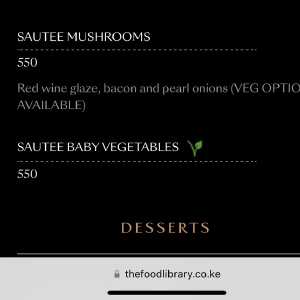 SAUTEE MUSHROOMS
550
Red wine glaze, bacon and pearl onions (VEG OPTIO
AVAILABLE)
SAUTEE BABY VEGETABLES
550
DESSERTS
thefoodlibrary.co.ke